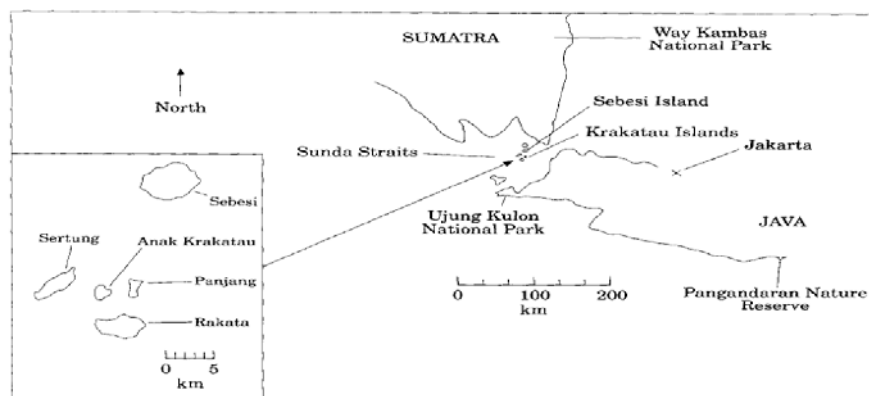 SUMATRA
Way Kambas
National Park
North
Sebesi Island
Krakatau Islands
Sunda Straits
Jakarta
Ujung Kulon
National Park
JAVA
0 100 200
km
Pangandaran Nature
Reserve
Sebesi
Sertung
Anak Krakatau
Panjang
Rakata
0 5
km